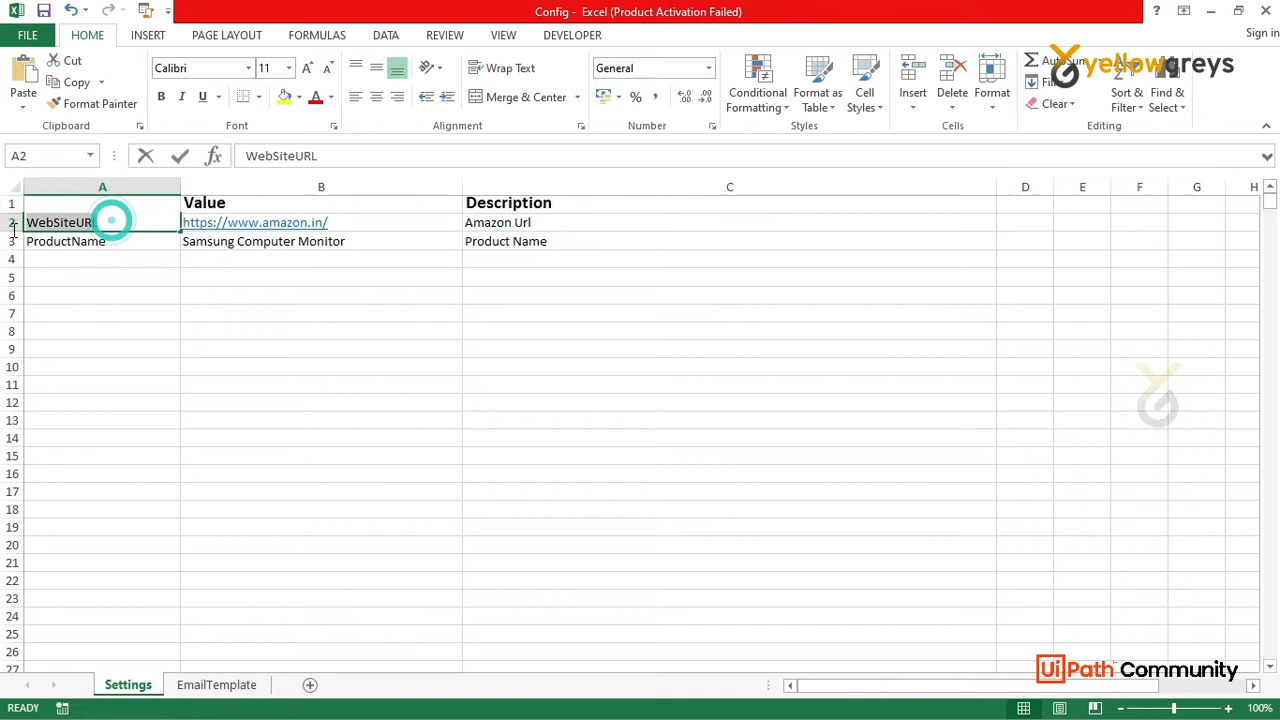 Config - Excel (Product Activation Failed)
FILE HOME INSERT PAGE LAYOUT FORMULAS DATA REVIEW VIEW DEVELOPER Sign in
yellowgreys
Paste Cut Copy Format Painter Clipboard
Calibri 11 B I U A Font
Wrap Text Merge & Center Alignment
General % Number
Conditional Formatting Format as Table Cell Styles Styles
Insert Delete Format Cells
AutoSum Clear Sort & Filter Find & Select Editing
A2 fx WebSiteURL
A B C D E F G H
1 Value Description
2 WebSiteURL https://www.amazon.in/ Amazon Url
3 ProductName Samsung Computer Monitor Product Name
4
5
6
7
8
9
10
11
12
13
14
15
16
17
18
19
20
21
22
23
24
25
26
27
UiPath Community
Settings EmailTemplate
READY 100%